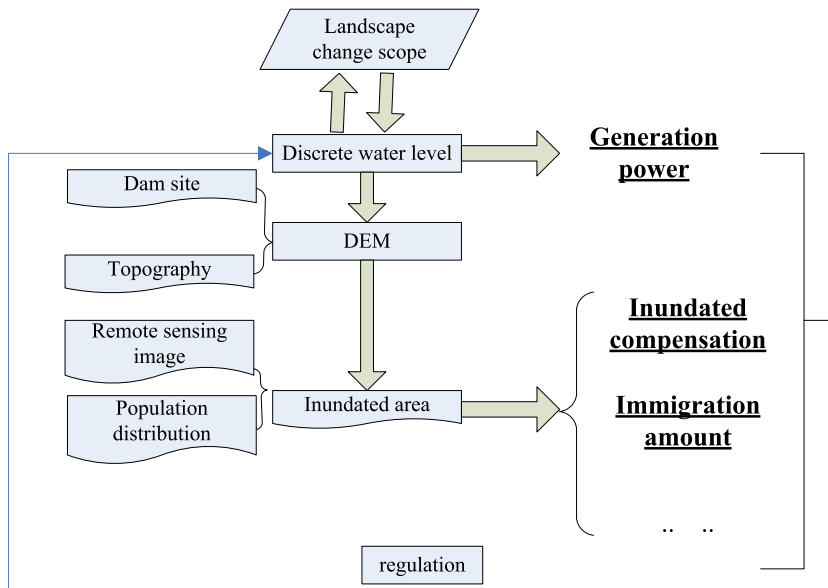 Landscape
change scope
Discrete water level
Generation
power
Dam site
DEM
Topography
Remote sensing
image
Population
distribution
Inundated area
Inundated
compensation
Immigration
amount
.. ..
regulation